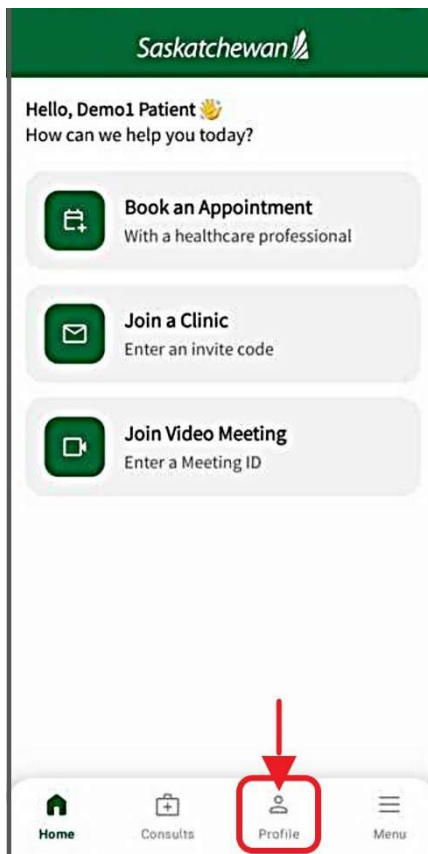 Saskatchewan
Hello, Demo1 Patient 👋
How can we help you today?
Book an Appointment
With a healthcare professional
Join a Clinic
Enter an invite code
Join Video Meeting
Enter a Meeting ID
Home Consults Profile Menu